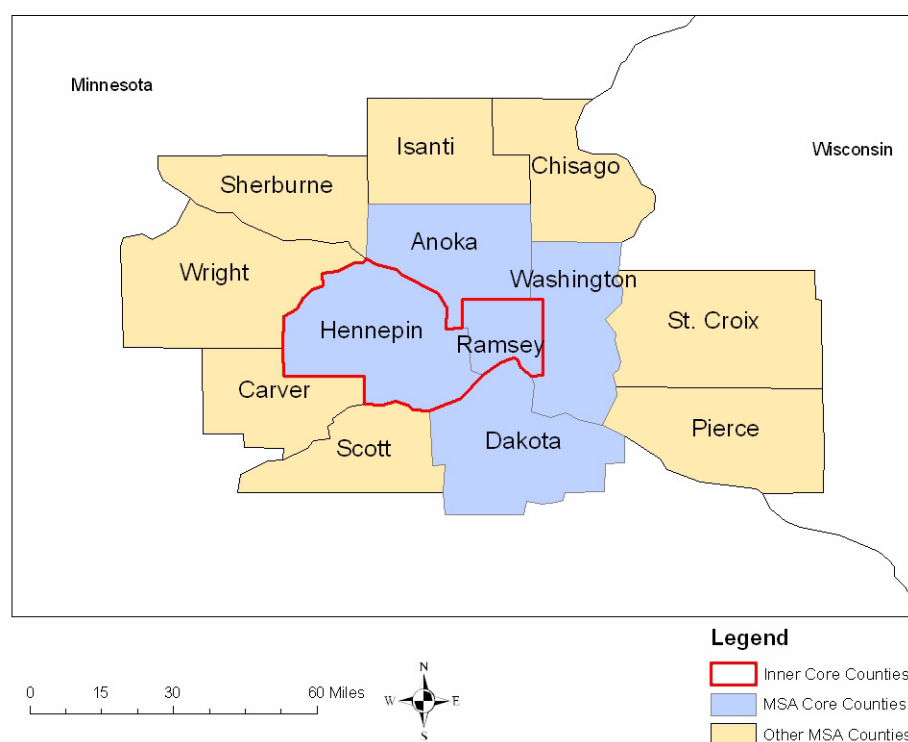 Minnesota
Isanti
Chisago
Wisconsin
Sherburne
Anoka
Wright
Washington
St. Croix
Hennepin
Ramsey
Carver
Pierce
Scott
Dakota
Legend
Inner Core Counties
MSA Core Counties
Other MSA Counties
0 15 30 60 Miles
N
W E
S